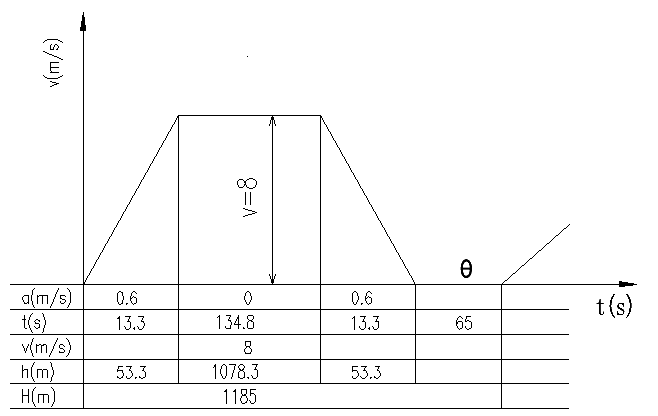 v(m/s)
v=8
θ
t(s)
a(m/s) 0.6 0 0.6
t(s) 13.3 134.8 13.3 65
v(m/s) 8
h(m) 53.3 1078.3 53.3
H(m) 1185